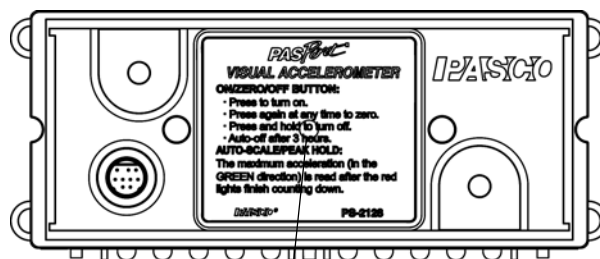 PASPort
VISUAL ACCELEROMETER
ON/ZERO/OFF BUTTON:
· Press to turn on.
· Press again at any time to zero.
· Press and hold to turn off.
· Auto-off after 3 hours.
AUTO-SCALE/PEAK HOLD:
The maximum acceleration (in the
GREEN direction) is read after the red
lights finish counting down.
PASCO® PS-2128
PASCO